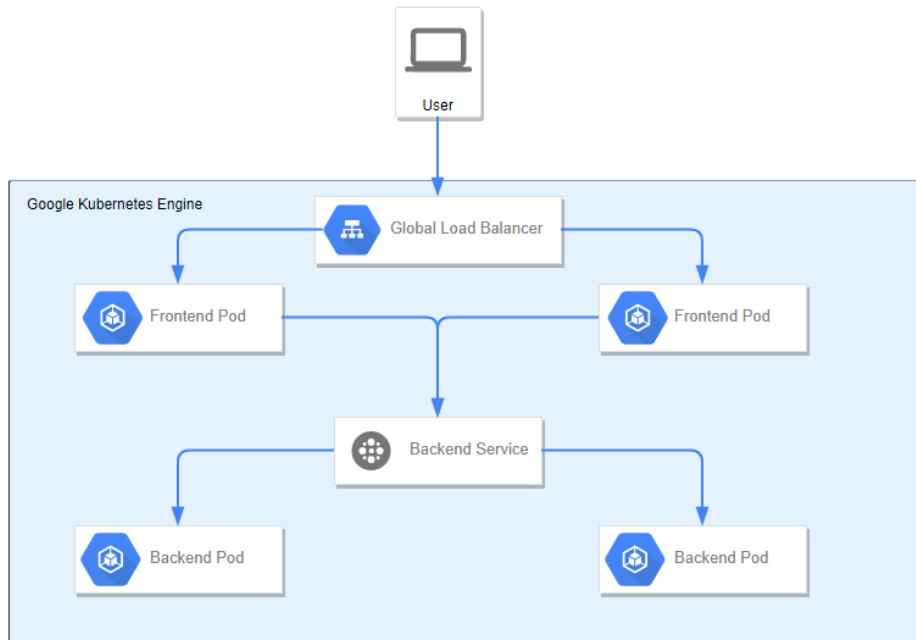 User
Google Kubernetes Engine
Global Load Balancer
Frontend Pod
Frontend Pod
Backend Service
Backend Pod
Backend Pod